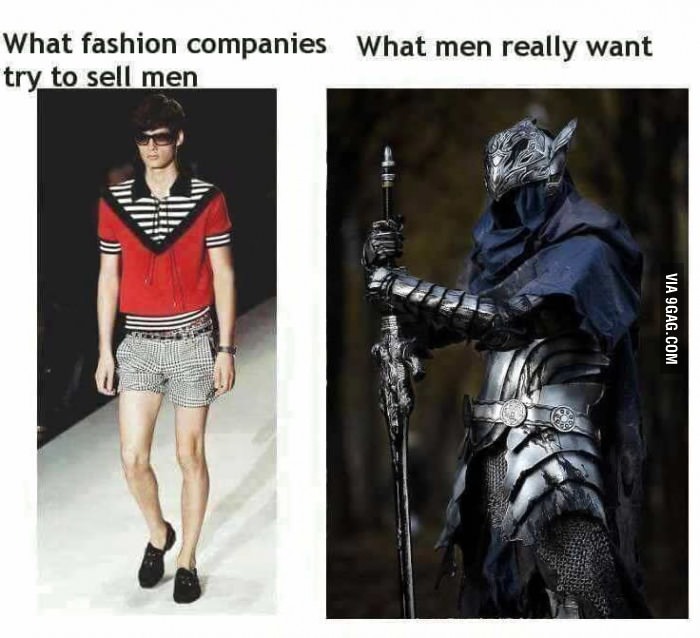 What fashion companies
try to sell men
What men really want
VIA 9GAG.COM